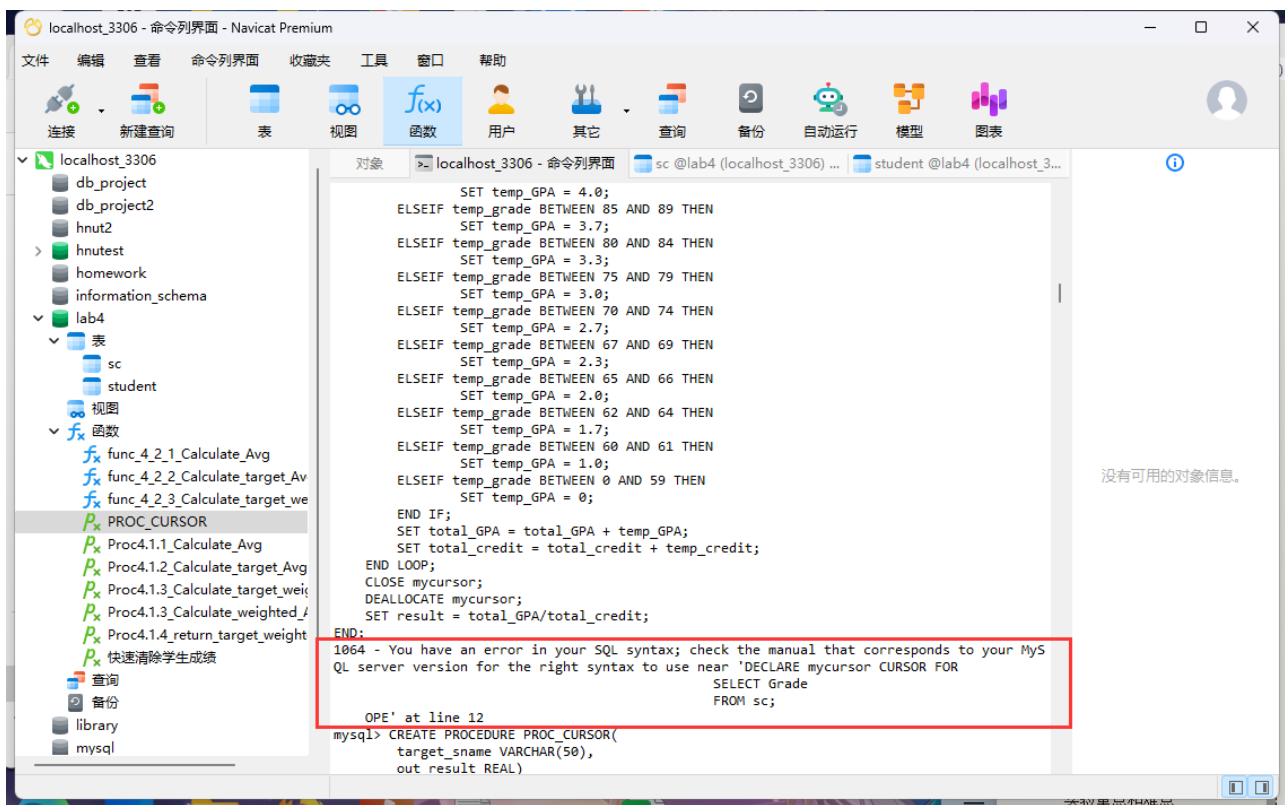 localhost_3306 - 命令列界面 - Navicat Premium
文件 编辑 查看 命令列界面 收藏夹 工具 窗口 帮助
连接 新建查询 表 视图 函数 用户 其它 查询 备份 自动运行 模型 图表
localhost_3306
db_project
db_project2
hnut2
hnutest
homework
information_schema
lab4
表
sc
student
视图
函数
func_4_2_1_Calculate_Avg
func_4_2_2_Calculate_target_Av
func_4_2_3_Calculate_target_we
PROC_CURSOR
Proc4.1.1_Calculate_Avg
Proc4.1.2_Calculate_target_Avg
Proc4.1.3_Calculate_target_weig
Proc4.1.3_Calculate_weighted_A
Proc4.1.4_return_target_weight
快速清除学生成绩
查询
备份
library
mysql
对象 localhost_3306 - 命令列界面 sc @lab4 (localhost_3306) ... student @lab4 (localhost_3...
SET temp_GPA = 4.0;
ELSEIF temp_grade BETWEEN 85 AND 89 THEN
SET temp_GPA = 3.7;
ELSEIF temp_grade BETWEEN 80 AND 84 THEN
SET temp_GPA = 3.3;
ELSEIF temp_grade BETWEEN 75 AND 79 THEN
SET temp_GPA = 3.0;
ELSEIF temp_grade BETWEEN 70 AND 74 THEN
SET temp_GPA = 2.7;
ELSEIF temp_grade BETWEEN 67 AND 69 THEN
SET temp_GPA = 2.3;
ELSEIF temp_grade BETWEEN 65 AND 66 THEN
SET temp_GPA = 2.0;
ELSEIF temp_grade BETWEEN 62 AND 64 THEN
SET temp_GPA = 1.7;
ELSEIF temp_grade BETWEEN 60 AND 61 THEN
SET temp_GPA = 1.0;
ELSEIF temp_grade BETWEEN 0 AND 59 THEN
SET temp_GPA = 0;
END IF;
SET total_GPA = total_GPA + temp_GPA;
SET total_credit = total_credit + temp_credit;
END LOOP;
CLOSE mycursor;
DEALLOCATE mycursor;
SET result = total_GPA/total_credit;
END;
1064 - You have an error in your SQL syntax; check the manual that corresponds to your MyS
QL server version for the right syntax to use near 'DECLARE mycursor CURSOR FOR
SELECT Grade
FROM sc;
OPE' at line 12
mysql> CREATE PROCEDURE PROC_CURSOR(
target_sname VARCHAR(50),
out result REAL)
没有可用的对象信息。